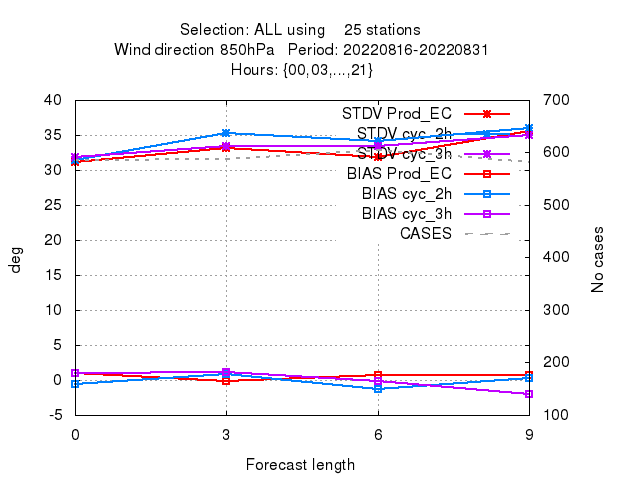 Selection: ALL using 25 stations
Wind direction 850hPa Period: 20220816-20220831
Hours: {00,03,...,21}
40
35
30
25
20
15
10
5
0
-5
700
600
500
400
300
200
100
STDV Prod_EC
STDV cyc_2h
STDV cyc_3h
BIAS Prod_EC
BIAS cyc_2h
BIAS cyc_3h
CASES
deg
No cases
0 3 6 9
Forecast length